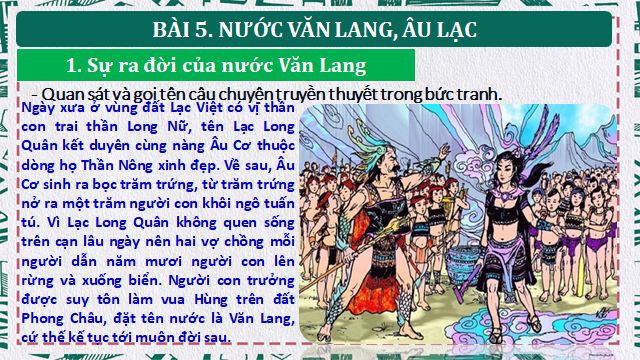 BÀI 5. NƯỚC VĂN LANG, ÂU LẠC
1. Sự ra đời của nước Văn Lang
- Quan sát và gọi tên câu chuyện truyền thuyết trong bức tranh.
Ngày xưa ở vùng đất Lạc Việt có vị thần
con trai thần Long Nữ, tên Lạc Long
Quân kết duyên cùng nàng Âu Cơ thuộc
dòng họ Thần Nông xinh đẹp. Về sau, Âu
Cơ sinh ra bọc trăm trứng, từ trăm trứng
nở ra một trăm người con khôi ngô tuấn
tú. Vì Lạc Long Quân không quen sống
trên cạn lâu ngày nên hai vợ chồng mỗi
người dẫn năm mươi người con lên
rừng và xuống biển. Người con trưởng
được suy tôn làm vua Hùng trên đất
Phong Châu, đặt tên nước là Văn Lang,
cứ thế kế tục tới muôn đời sau.